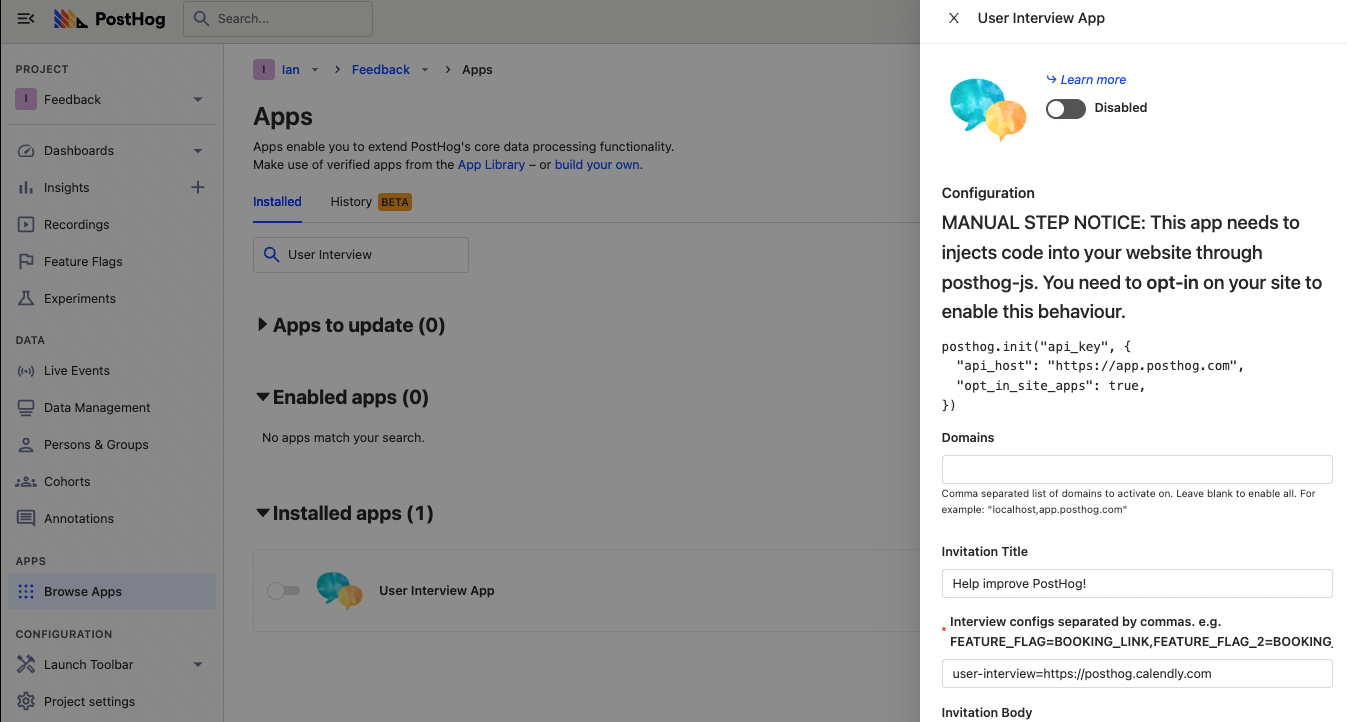 PostHog
Search...
PROJECT
I
Feedback
Dashboards
Insights
Recordings
Feature Flags
Experiments
DATA
Live Events
Data Management
Persons & Groups
Cohorts
Annotations
APPS
Browse Apps
CONFIGURATION
Launch Toolbar
Project settings
I Ian > Feedback > Apps
Apps
Apps enable you to extend PostHog's core data processing functionality.
Make use of verified apps from the App Library – or build your own.
Installed History BETA
User Interview
Apps to update (0)
Enabled apps (0)
No apps match your search.
Installed apps (1)
User Interview App
X User Interview App
↪ Learn more
Disabled
Configuration
MANUAL STEP NOTICE: This app needs to
injects code into your website through
posthog-js. You need to opt-in on your site to
enable this behaviour.
posthog.init("api_key", {
"api_host": "https://app.posthog.com",
"opt_in_site_apps": true,
})
Domains
Comma separated list of domains to activate on. Leave blank to enable all. For
example: "localhost,app.posthog.com"
Invitation Title
Help improve PostHog!
* Interview configs separated by commas. e.g.
FEATURE_FLAG=BOOKING_LINK,FEATURE_FLAG_2=BOOKING_
user-interview=https://posthog.calendly.com
Invitation Body